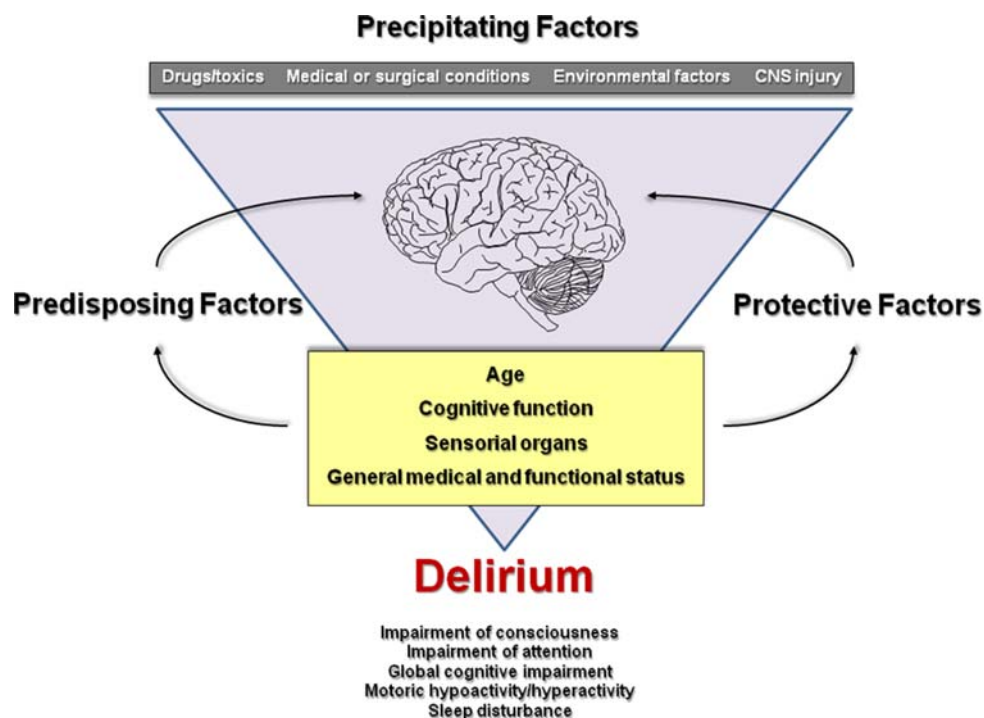 Precipitating Factors
Drugs/toxics Medical or surgical conditions Environmental factors CNS injury
Predisposing Factors
Protective Factors
Age
Cognitive function
Sensorial organs
General medical and functional status
Delirium
Impairment of consciousness
Impairment of attention
Global cognitive impairment
Motoric hypoactivity/hyperactivity
Sleep disturbance